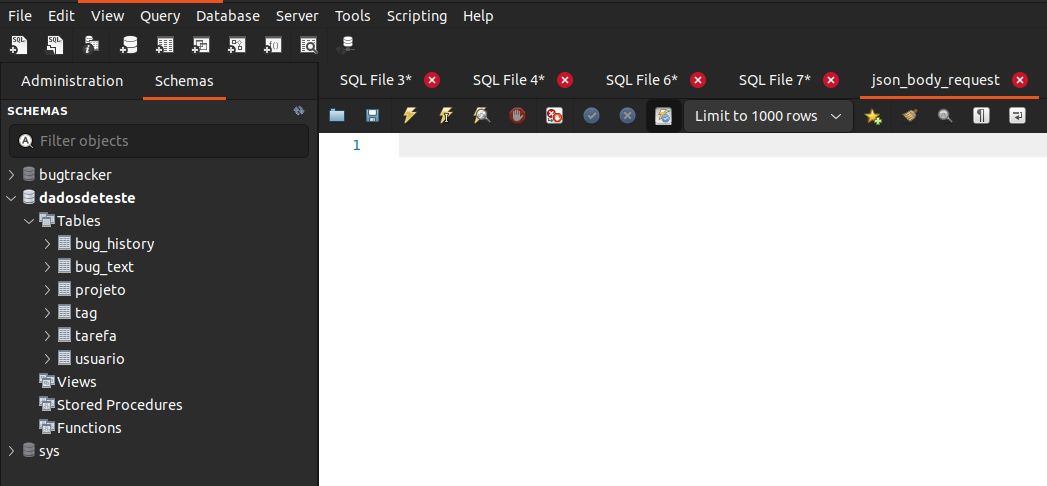 File Edit View Query Database Server Tools Scripting Help
Administration Schemas
SQL File 3* SQL File 4* SQL File 6* SQL File 7* json_body_request
SCHEMAS
Limit to 1000 rows
Filter objects
1
bugtracker
dadosdeteste
Tables
bug_history
bug_text
projeto
tag
tarefa
usuario
Views
Stored Procedures
Functions
sys